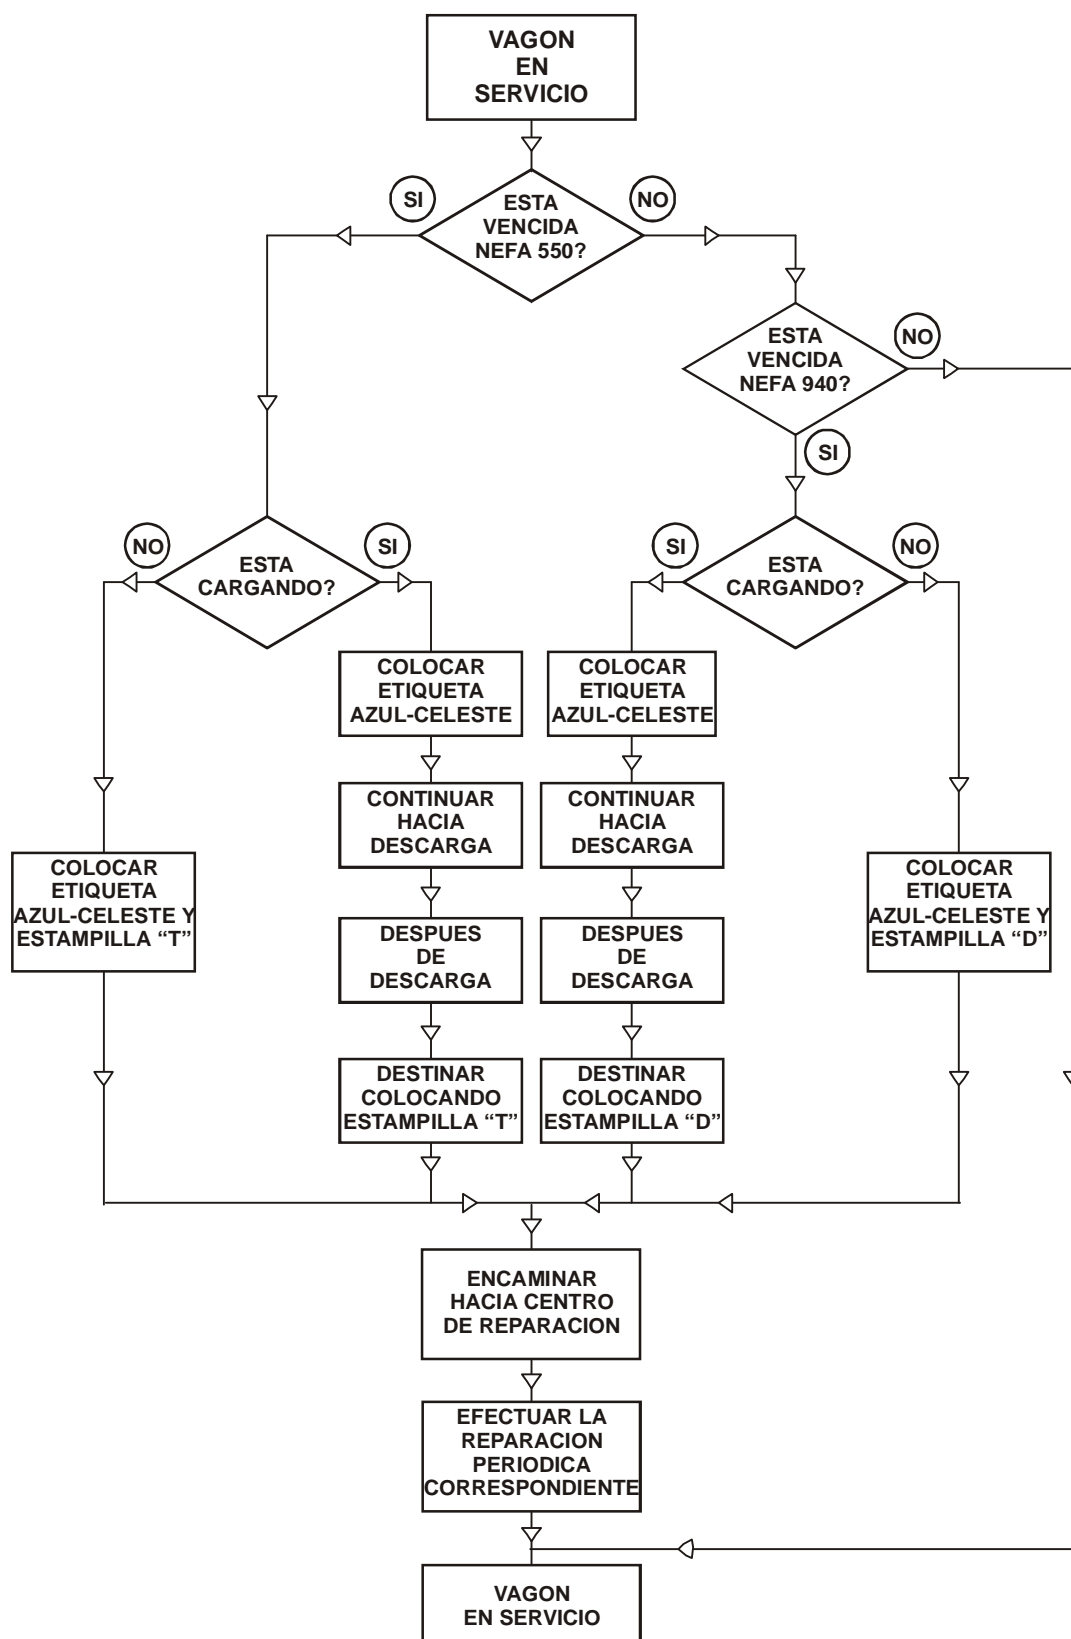 VAGON
EN
SERVICIO
SI
ESTA
VENCIDA
NEFA 550?
NO
ESTA
VENCIDA
NEFA 940?
NO
SI
NO
ESTA
CARGANDO?
SI
SI
ESTA
CARGANDO?
NO
COLOCAR
ETIQUETA
AZUL-CELESTE
COLOCAR
ETIQUETA
AZUL-CELESTE
CONTINUAR
HACIA
DESCARGA
CONTINUAR
HACIA
DESCARGA
COLOCAR
ETIQUETA
AZUL-CELESTE Y
ESTAMPILLA “T”
COLOCAR
ETIQUETA
AZUL-CELESTE Y
ESTAMPILLA “D”
DESPUES
DE
DESCARGA
DESPUES
DE
DESCARGA
DESTINAR
COLOCANDO
ESTAMPILLA “T”
DESTINAR
COLOCANDO
ESTAMPILLA “D”
ENCAMINAR
HACIA CENTRO
DE REPARACION
EFECTUAR LA
REPARACION
PERIODICA
CORRESPONDIENTE
VAGON
EN SERVICIO